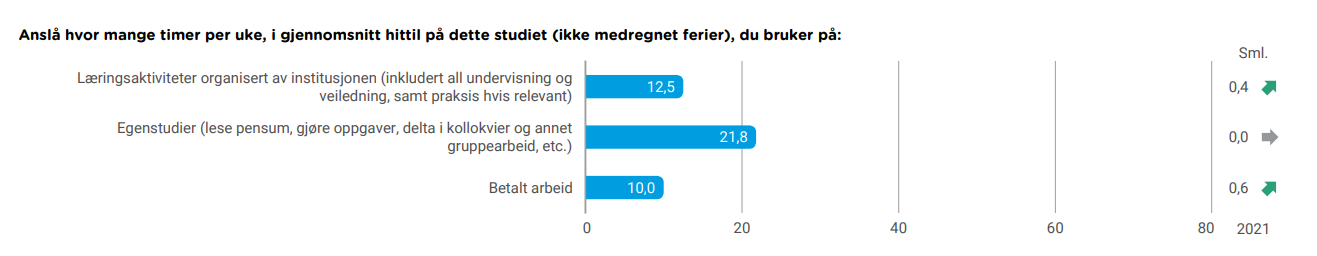 Anslå hvor mange timer per uke, i gjennomsnitt hittil på dette studiet (ikke medregnet ferier), du bruker på:
Sml.
Læringsaktiviteter organisert av institusjonen (inkludert all undervisning og
veiledning, samt praksis hvis relevant)
12,5
0,4
Egenstudier (lese pensum, gjøre oppgaver, delta i kollokvier og annet
gruppearbeid, etc.)
21,8
0,0
Betalt arbeid
10,0
0,6
0 20 40 60 80 2021